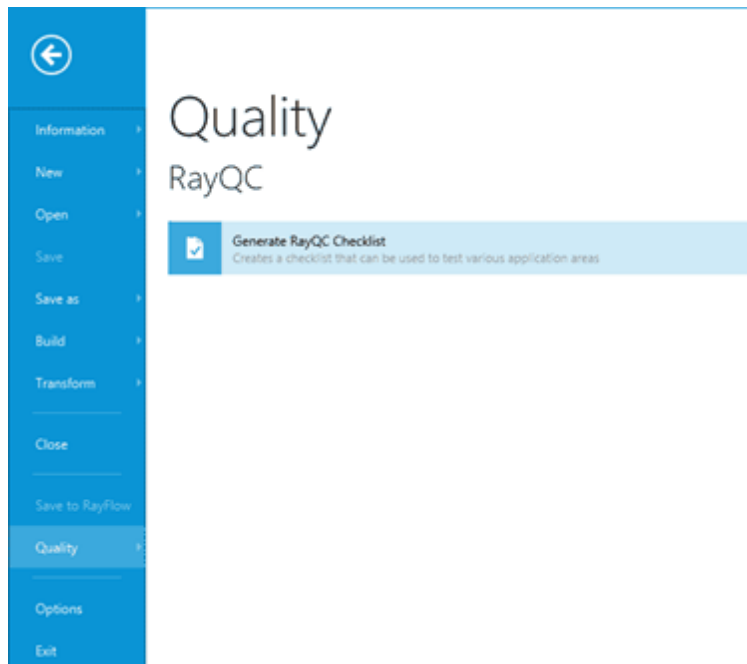 Information
New
Open
Save
Save as
Build
Transform
Close
Save to RayFlow
Quality
Options
Exit
Quality
RayQC
Generate RayQC Checklist
Creates a checklist that can be used to test various application areas